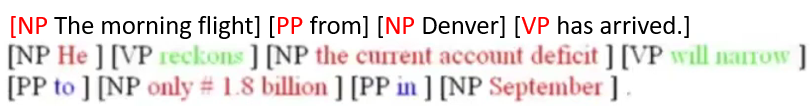 [NP The morning flight] [PP from] [NP Denver] [VP has arrived.]
[NP He ] [VP reckons ] [NP the current account deficit ] [VP will narrow ]
[PP to ] [NP only # 1.8 billion ] [PP in ] [NP September ] .